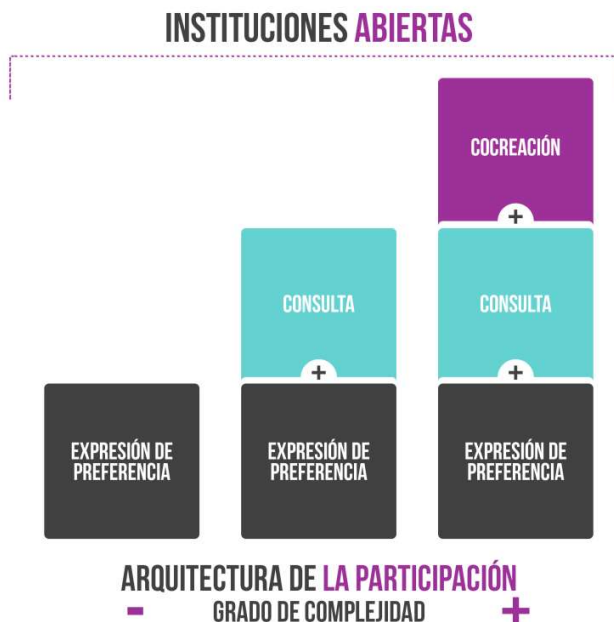 INSTITUCIONES ABIERTAS
COCREACIÓN
+
CONSULTA
CONSULTA
+
+
EXPRESIÓN DE
PREFERENCIA
EXPRESIÓN DE
PREFERENCIA
EXPRESIÓN DE
PREFERENCIA
ARQUITECTURA DE LA PARTICIPACIÓN
- GRADO DE COMPLEJIDAD +